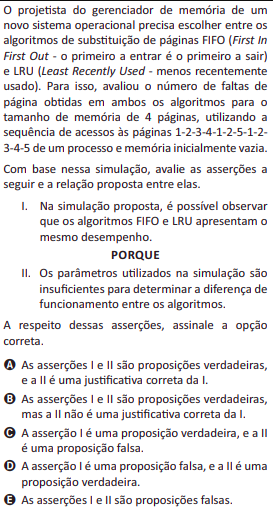 O projetista do gerenciador de memória de um
novo sistema operacional precisa escolher entre os
algoritmos de substituição de páginas FIFO (First In
First Out - o primeiro a entrar é o primeiro a sair)
e LRU (Least Recently Used - menos recentemente
usado). Para isso, avaliou o número de faltas de
página obtidas em ambos os algoritmos para o
tamanho de memória de 4 páginas, utilizando a
sequência de acessos às páginas 1-2-3-4-1-2-5-1-2-
3-4-5 de um processo e memória inicialmente vazia.
Com base nessa simulação, avalie as asserções a
seguir e a relação proposta entre elas.
I. Na simulação proposta, é possível observar
que os algoritmos FIFO e LRU apresentam o
mesmo desempenho.
PORQUE
II. Os parâmetros utilizados na simulação são
insuficientes para determinar a diferença de
funcionamento entre os algoritmos.
A respeito dessas asserções, assinale a opção
correta.
A As asserções I e II são proposições verdadeiras,
e a II é uma justificativa correta da I.
B As asserções I e II são proposições verdadeiras,
mas a II não é uma justificativa correta da I.
C A asserção I é uma proposição verdadeira, e a II
é uma proposição falsa.
D A asserção I é uma proposição falsa, e a II é uma
proposição verdadeira.
E As asserções I e II são proposições falsas.